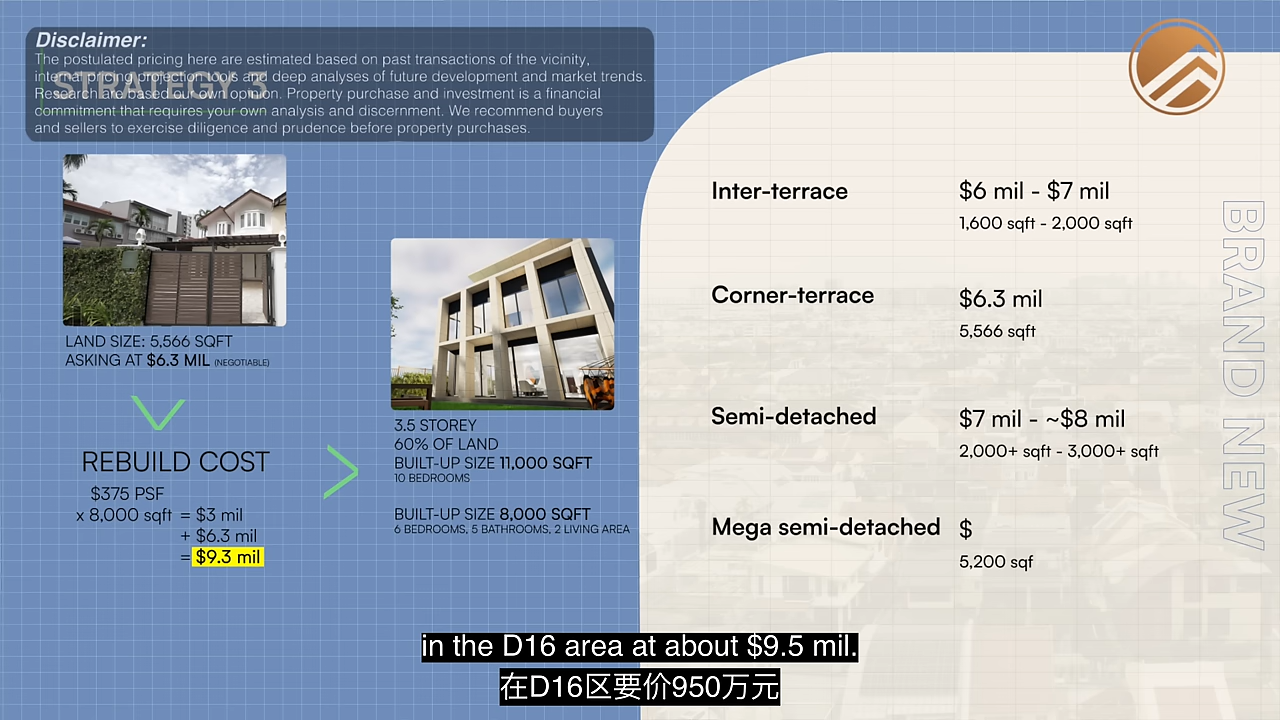 Disclaimer:
The postulated pricing here are estimated based on past transactions of the vicinity,
internal pricing projection tools and deep analyses of future development and market trends.
Research are based our own opinion. Property purchase and investment is a financial
commitment that requires your own analysis and discernment. We recommend buyers
and sellers to exercise diligence and prudence before property purchases.
STRATEGY 3
LAND SIZE: 5,566 SQFT
ASKING AT $6.3 MIL (NEGOTIABLE)
REBUILD COST
$375 PSF
x 8,000 sqft = $3 mil
+ $6.3 mil
= $9.3 mil
3.5 STOREY
60% OF LAND
BUILT-UP SIZE 11,000 SQFT
10 BEDROOMS
BUILT-UP SIZE 8,000 SQFT
6 BEDROOMS, 5 BATHROOMS, 2 LIVING AREA
Inter-terrace $6 mil - $7 mil
1,600 sqft - 2,000 sqft
Corner-terrace $6.3 mil
5,566 sqft
Semi-detached $7 mil - ~$8 mil
2,000+ sqft - 3,000+ sqft
Mega semi-detached $
5,200 sqf
BRAND NEW
in the D16 area at about $9.5 mil.
在D16区要价950万元